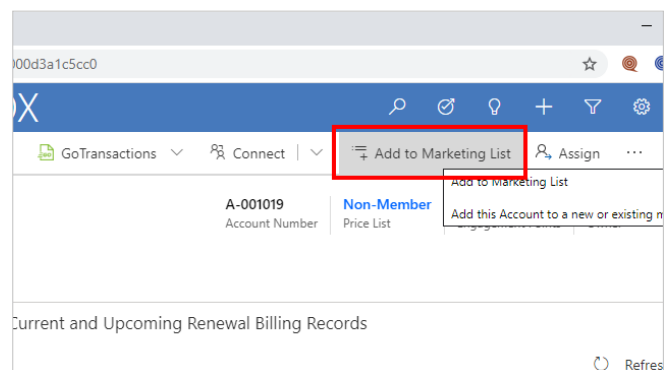 000d3a1c5cc0
GoTransactions Connect Add to Marketing List Assign ...
Add to Marketing List
Add this Account to a new or existing
A-001019 Non-Member
Account Number Price List
Current and Upcoming Renewal Billing Records
Refres